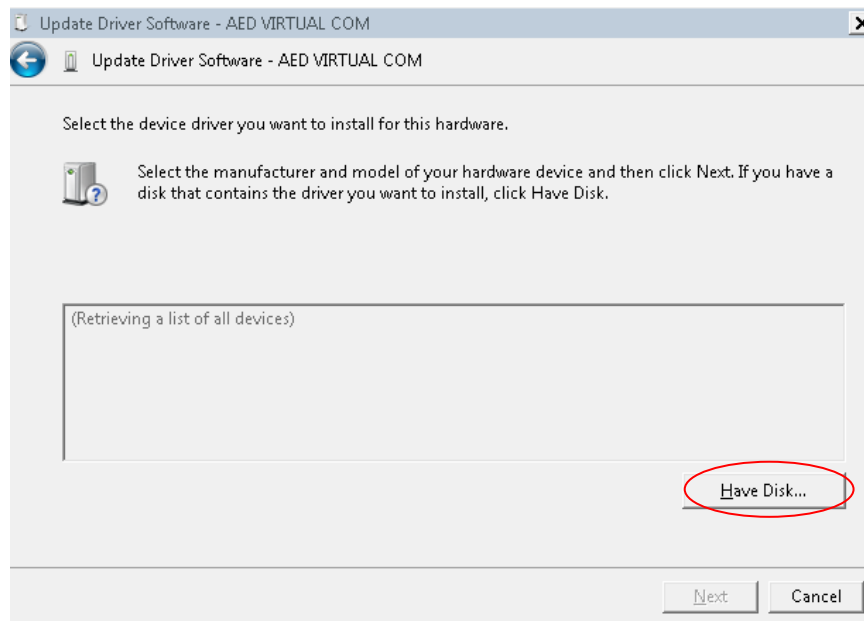 Update Driver Software - AED VIRTUAL COM
Update Driver Software - AED VIRTUAL COM
Select the device driver you want to install for this hardware.
Select the manufacturer and model of your hardware device and then click Next. If you have a
disk that contains the driver you want to install, click Have Disk.
(Retrieving a list of all devices)
Have Disk...
Next
Cancel